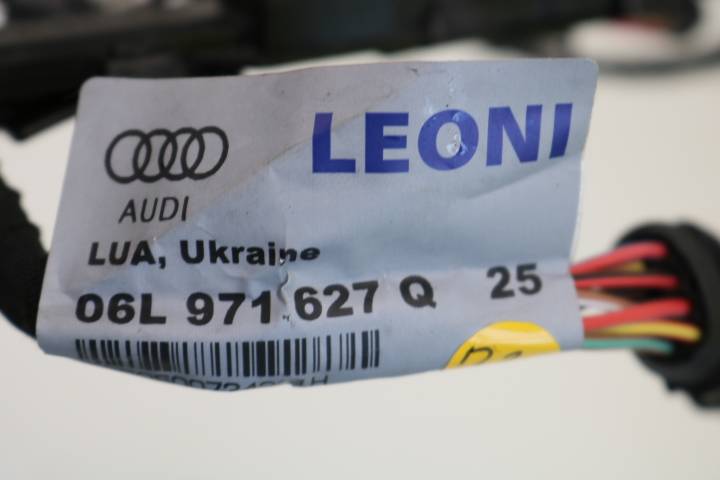 LEONI
AUDI
LUA, Ukraine
06L 971 627 Q 25